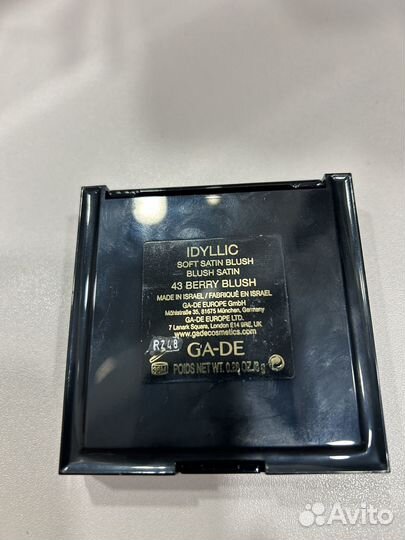 IDYLLIC
SOFT SATIN BLUSH
BLUSH SATIN
43 BERRY BLUSH
MADE IN ISRAEL / FABRIQUÉ EN ISRAEL
GA-DE EUROPE GmbH
Mühlstraße 35, 81675 München, Germany
GA-DE EUROPE LTD.
7 Lanark Square, London E14 9RE, UK
www.gadecosmetics.com
R248
GA-DE
36M
POIDS NET WT. 0.28 OZ./8 g
Avito